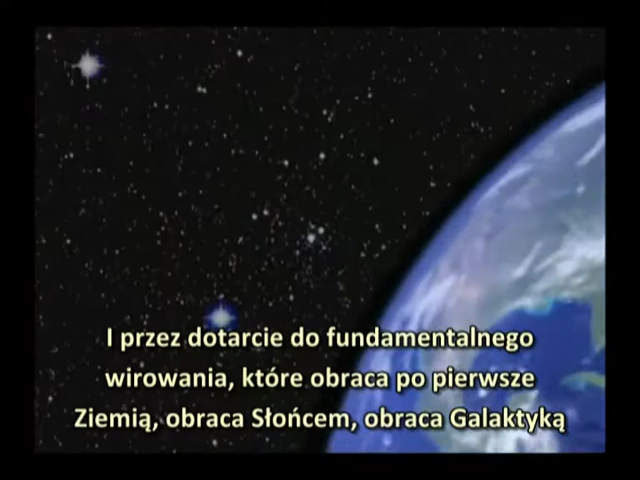 I przez dotarcie do fundamentalnego
wirowania, które obraca po pierwsze
Ziemią, obraca Słońcem, obraca Galaktyką